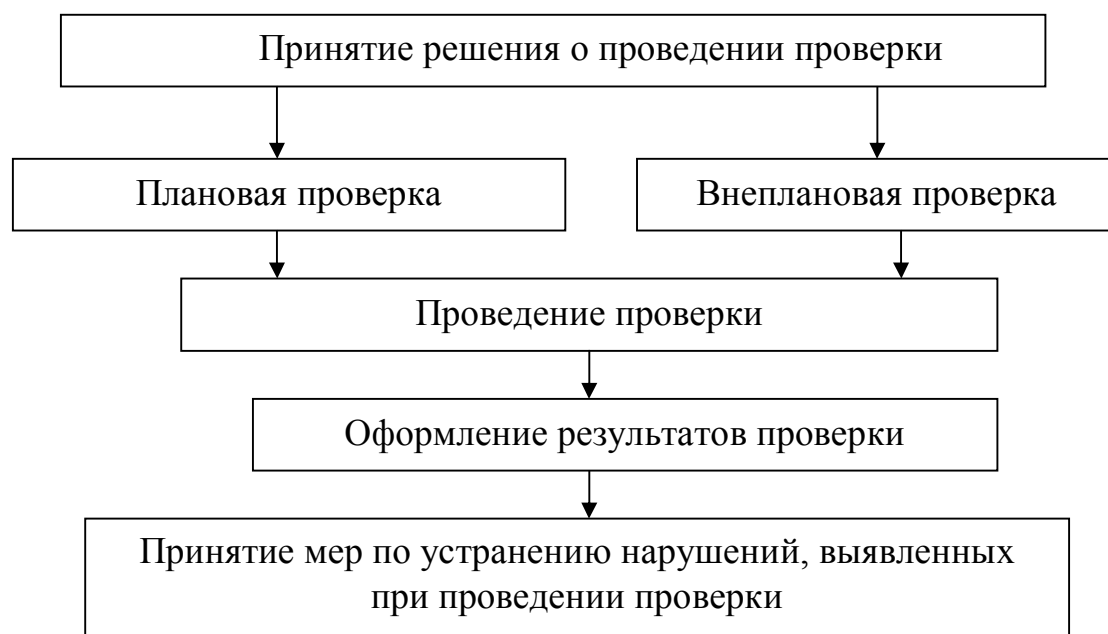 Принятие решения о проведении проверки
Плановая проверка
Внеплановая проверка
Проведение проверки
Оформление результатов проверки
Принятие мер по устранению нарушений, выявленных
при проведении проверки